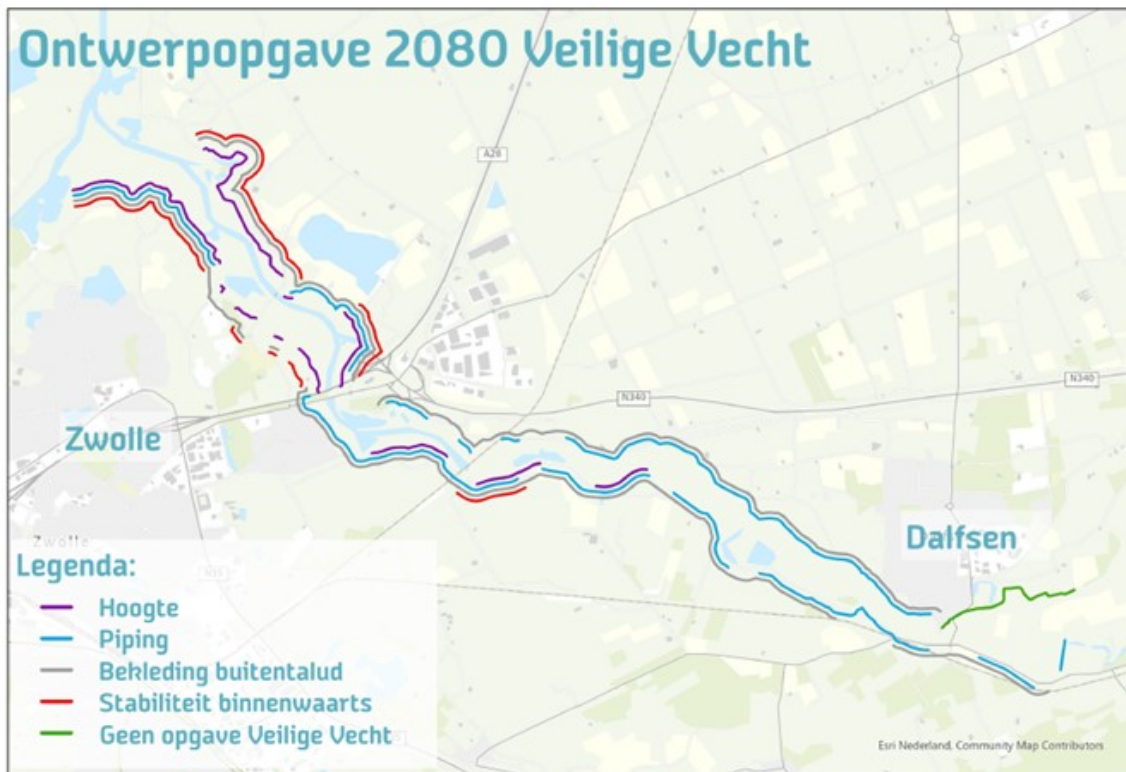 Ontwerpopgave 2080 Veilige Vecht
A28
N340
N340
Zwolle
Dalfsen
Zwolle
N35
Legenda:
Hoogte
Piping
Bekleding buitentalud
Stabiliteit binnenwaarts
Geen opgave Veilige Vecht
Esri Nederland, Community Map Contributors